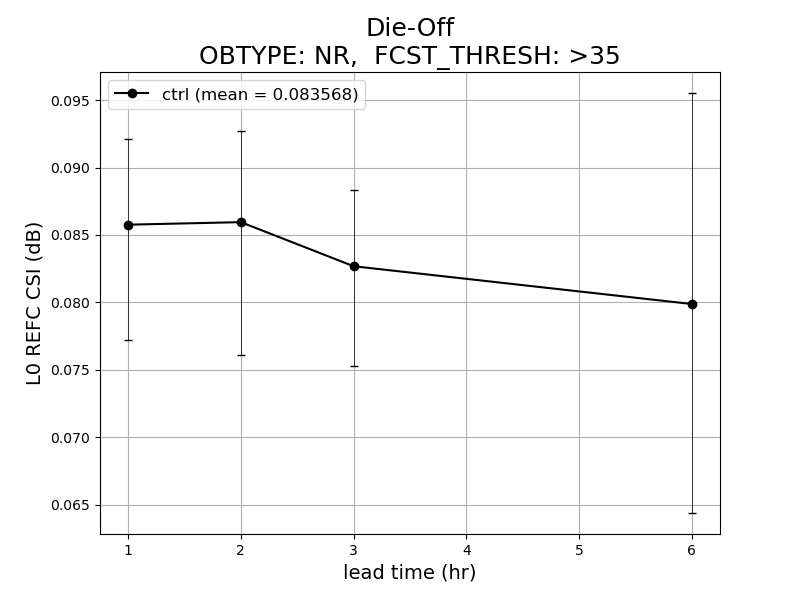 Die-Off
OBTYPE: NR,  FCST_THRESH: >35
ctrl (mean = 0.083568)
L0 REFC CSI (dB)
0.095
0.090
0.085
0.080
0.075
0.070
0.065
1 2 3 4 5 6
lead time (hr)